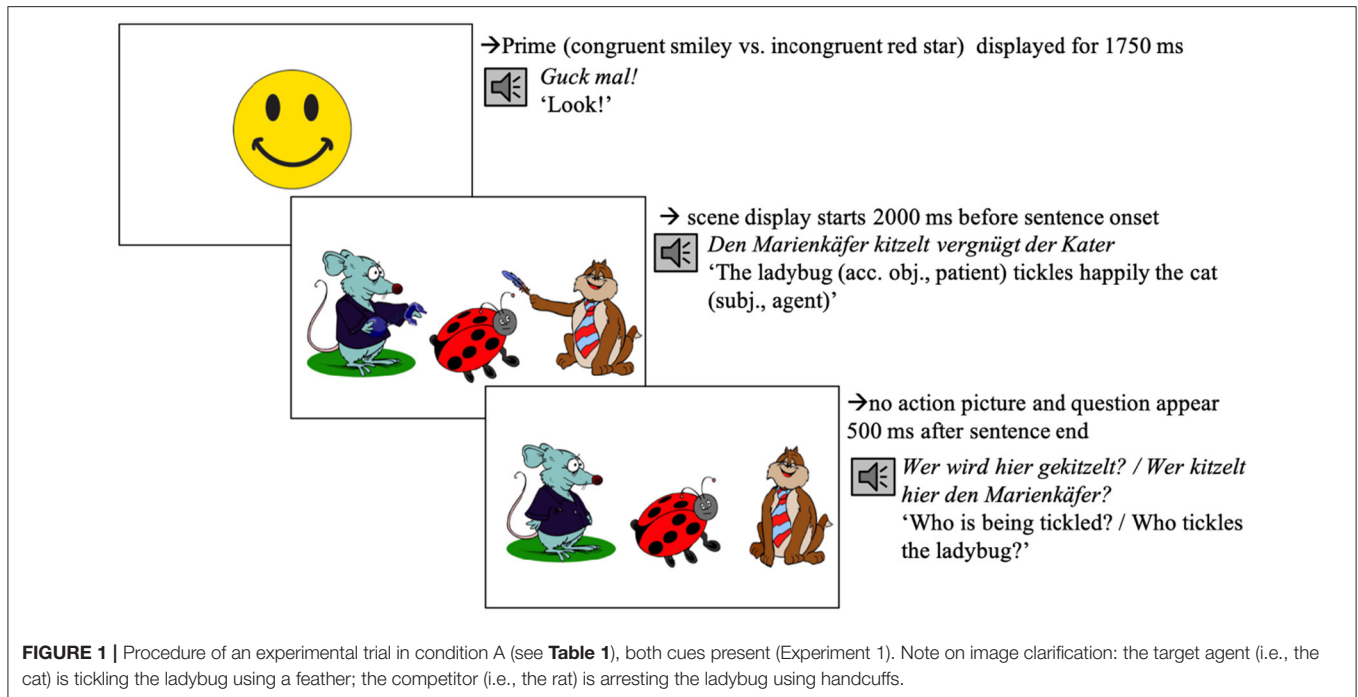 →Prime (congruent smiley vs. incongruent red star) displayed for 1750 ms
Guck mal!
‘Look!’
→ scene display starts 2000 ms before sentence onset
Den Marienkäfer kitzelt vergnügt der Kater
‘The ladybug (acc. obj., patient) tickles happily the cat
(subj., agent)’
→no action picture and question appear
500 ms after sentence end
Wer wird hier gekitzelt? / Wer kitzelt
hier den Marienkäfer?
‘Who is being tickled? / Who tickles
the ladybug?’
FIGURE 1 | Procedure of an experimental trial in condition A (see Table 1), both cues present (Experiment 1). Note on image clarification: the target agent (i.e., the
cat) is tickling the ladybug using a feather; the competitor (i.e., the rat) is arresting the ladybug using handcuffs.